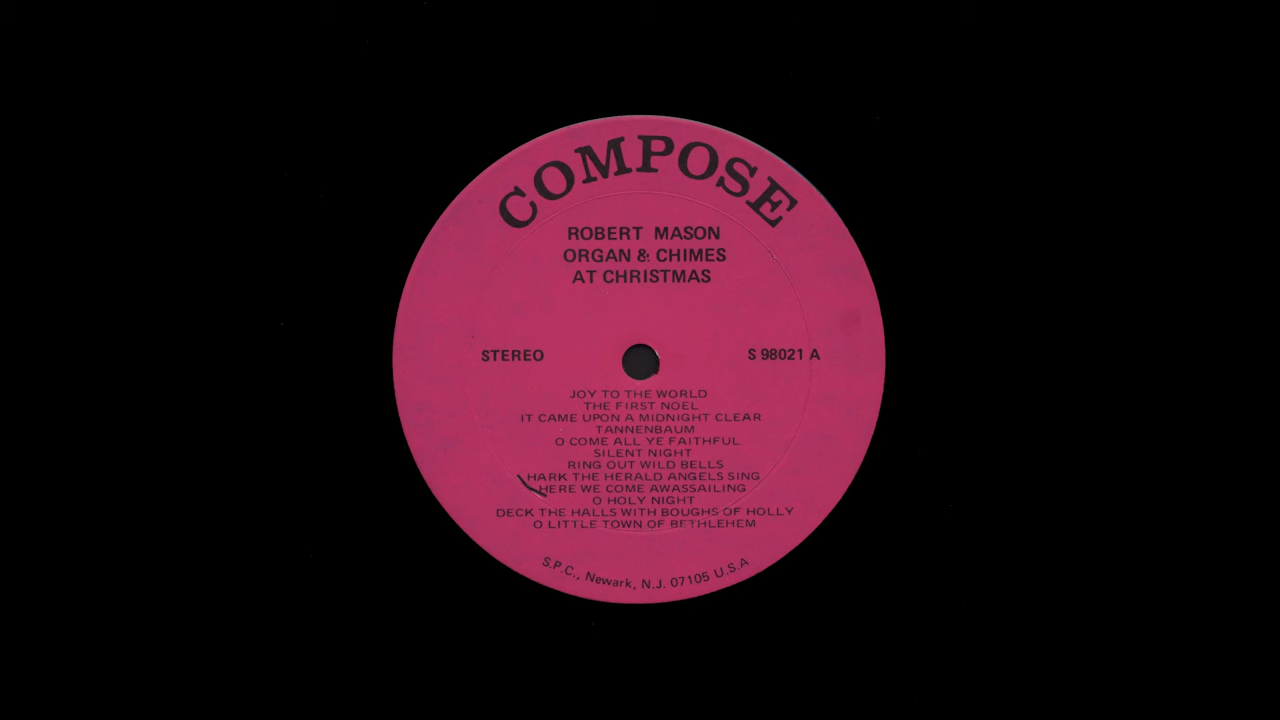 COMPOSE
ROBERT MASON
ORGAN & CHIMES
AT CHRISTMAS
STEREO
S 98021 A
JOY TO THE WORLD
THE FIRST NOEL
IT CAME UPON A MIDNIGHT CLEAR
TANNENBAUM
O COME ALL YE FAITHFUL
SILENT NIGHT
RING OUT WILD BELLS
HARK THE HERALD ANGELS SING
HERE WE COME AWASSAILING
O HOLY NIGHT
DECK THE HALLS WITH BOUGHS OF HOLLY
O LITTLE TOWN OF BETHLEHEM
S.P.C., Newark, N.J. 07105 U.S.A